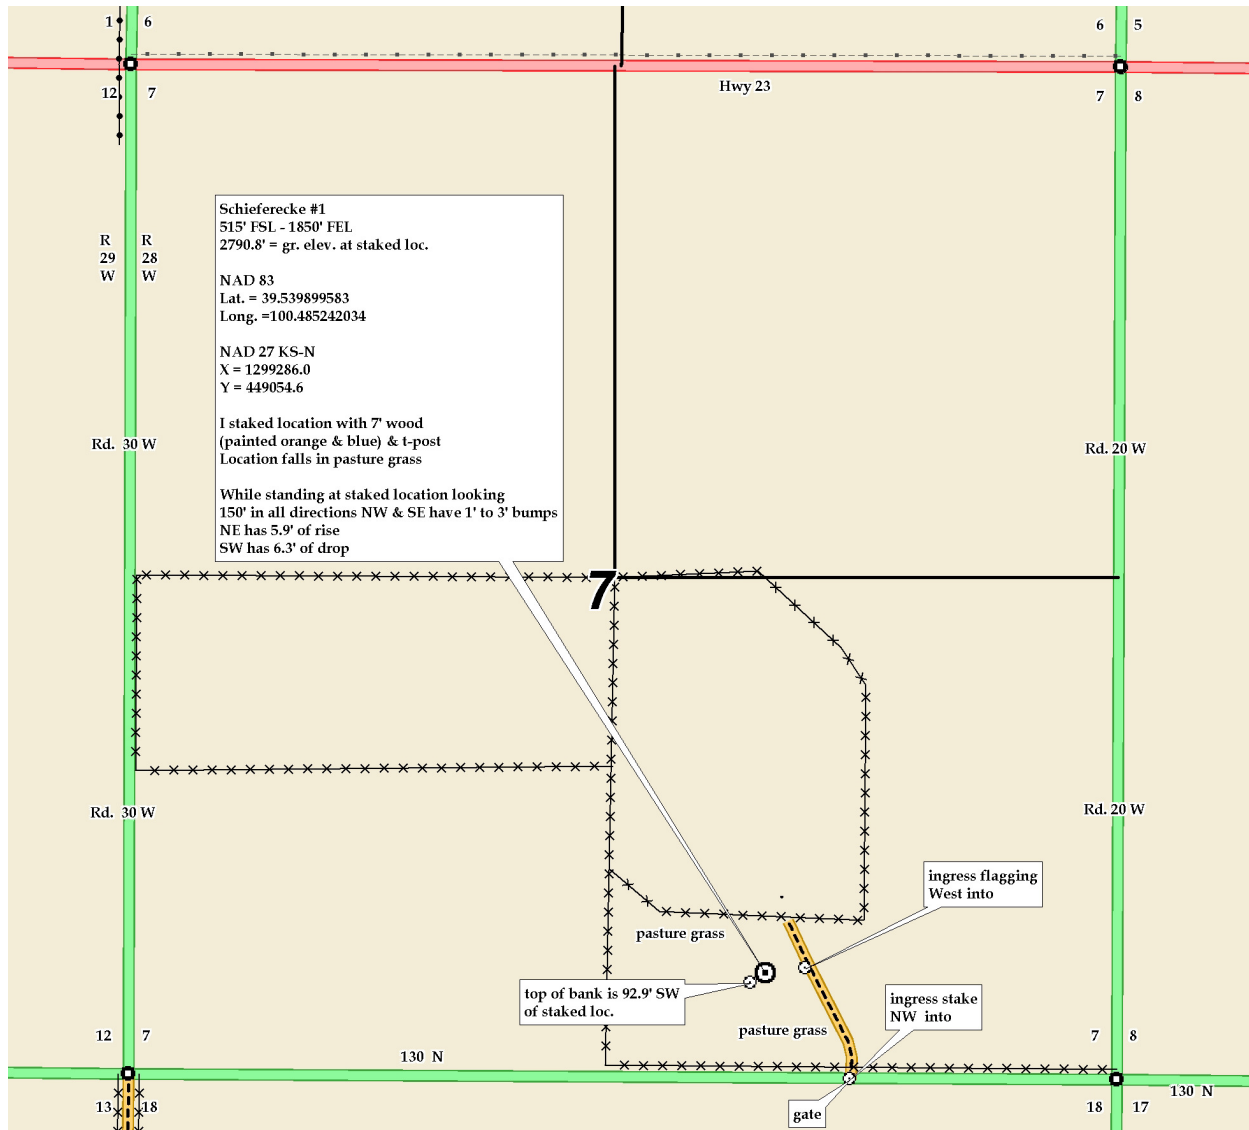 1 6
6 5
Hwy 23
12 7
7 8
Schieferecke #1
515' FSL - 1850' FEL
2790.8' = gr. elev. at staked loc.
NAD 83
Lat. = 39.539899583
Long. =100.485242034
NAD 27 KS-N
X = 1299286.0
Y = 449054.6
I staked location with 7' wood
(painted orange & blue) & t-post
Location falls in pasture grass
While standing at staked location looking
150' in all directions NW & SE have 1' to 3' bumps
NE has 5.9' of rise
SW has 6.3' of drop
R
29
W
R
28
W
Rd. 30 W
Rd. 20 W
7
Rd. 30 W
Rd. 20 W
ingress flagging
West into
pasture grass
top of bank is 92.9' SW
of staked loc.
ingress stake
NW into
pasture grass
12 7
7 8
130 N
130 N
13 18
gate
18 17